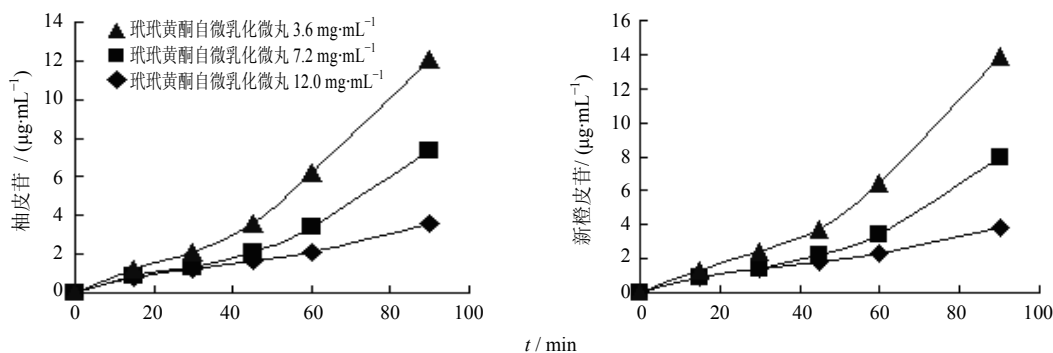 14
12
10
8
6
4
2
0
柚皮苷 / (μg·mL⁻¹)
玳玳黄酮自微乳化微丸 3.6 mg·mL⁻¹
玳玳黄酮自微乳化微丸 7.2 mg·mL⁻¹
玳玳黄酮自微乳化微丸 12.0 mg·mL⁻¹
0 20 40 60 80 100
16
14
12
10
8
6
4
2
0
新橙皮苷/ (μg·mL⁻¹)
0 20 40 60 80 100
t / min